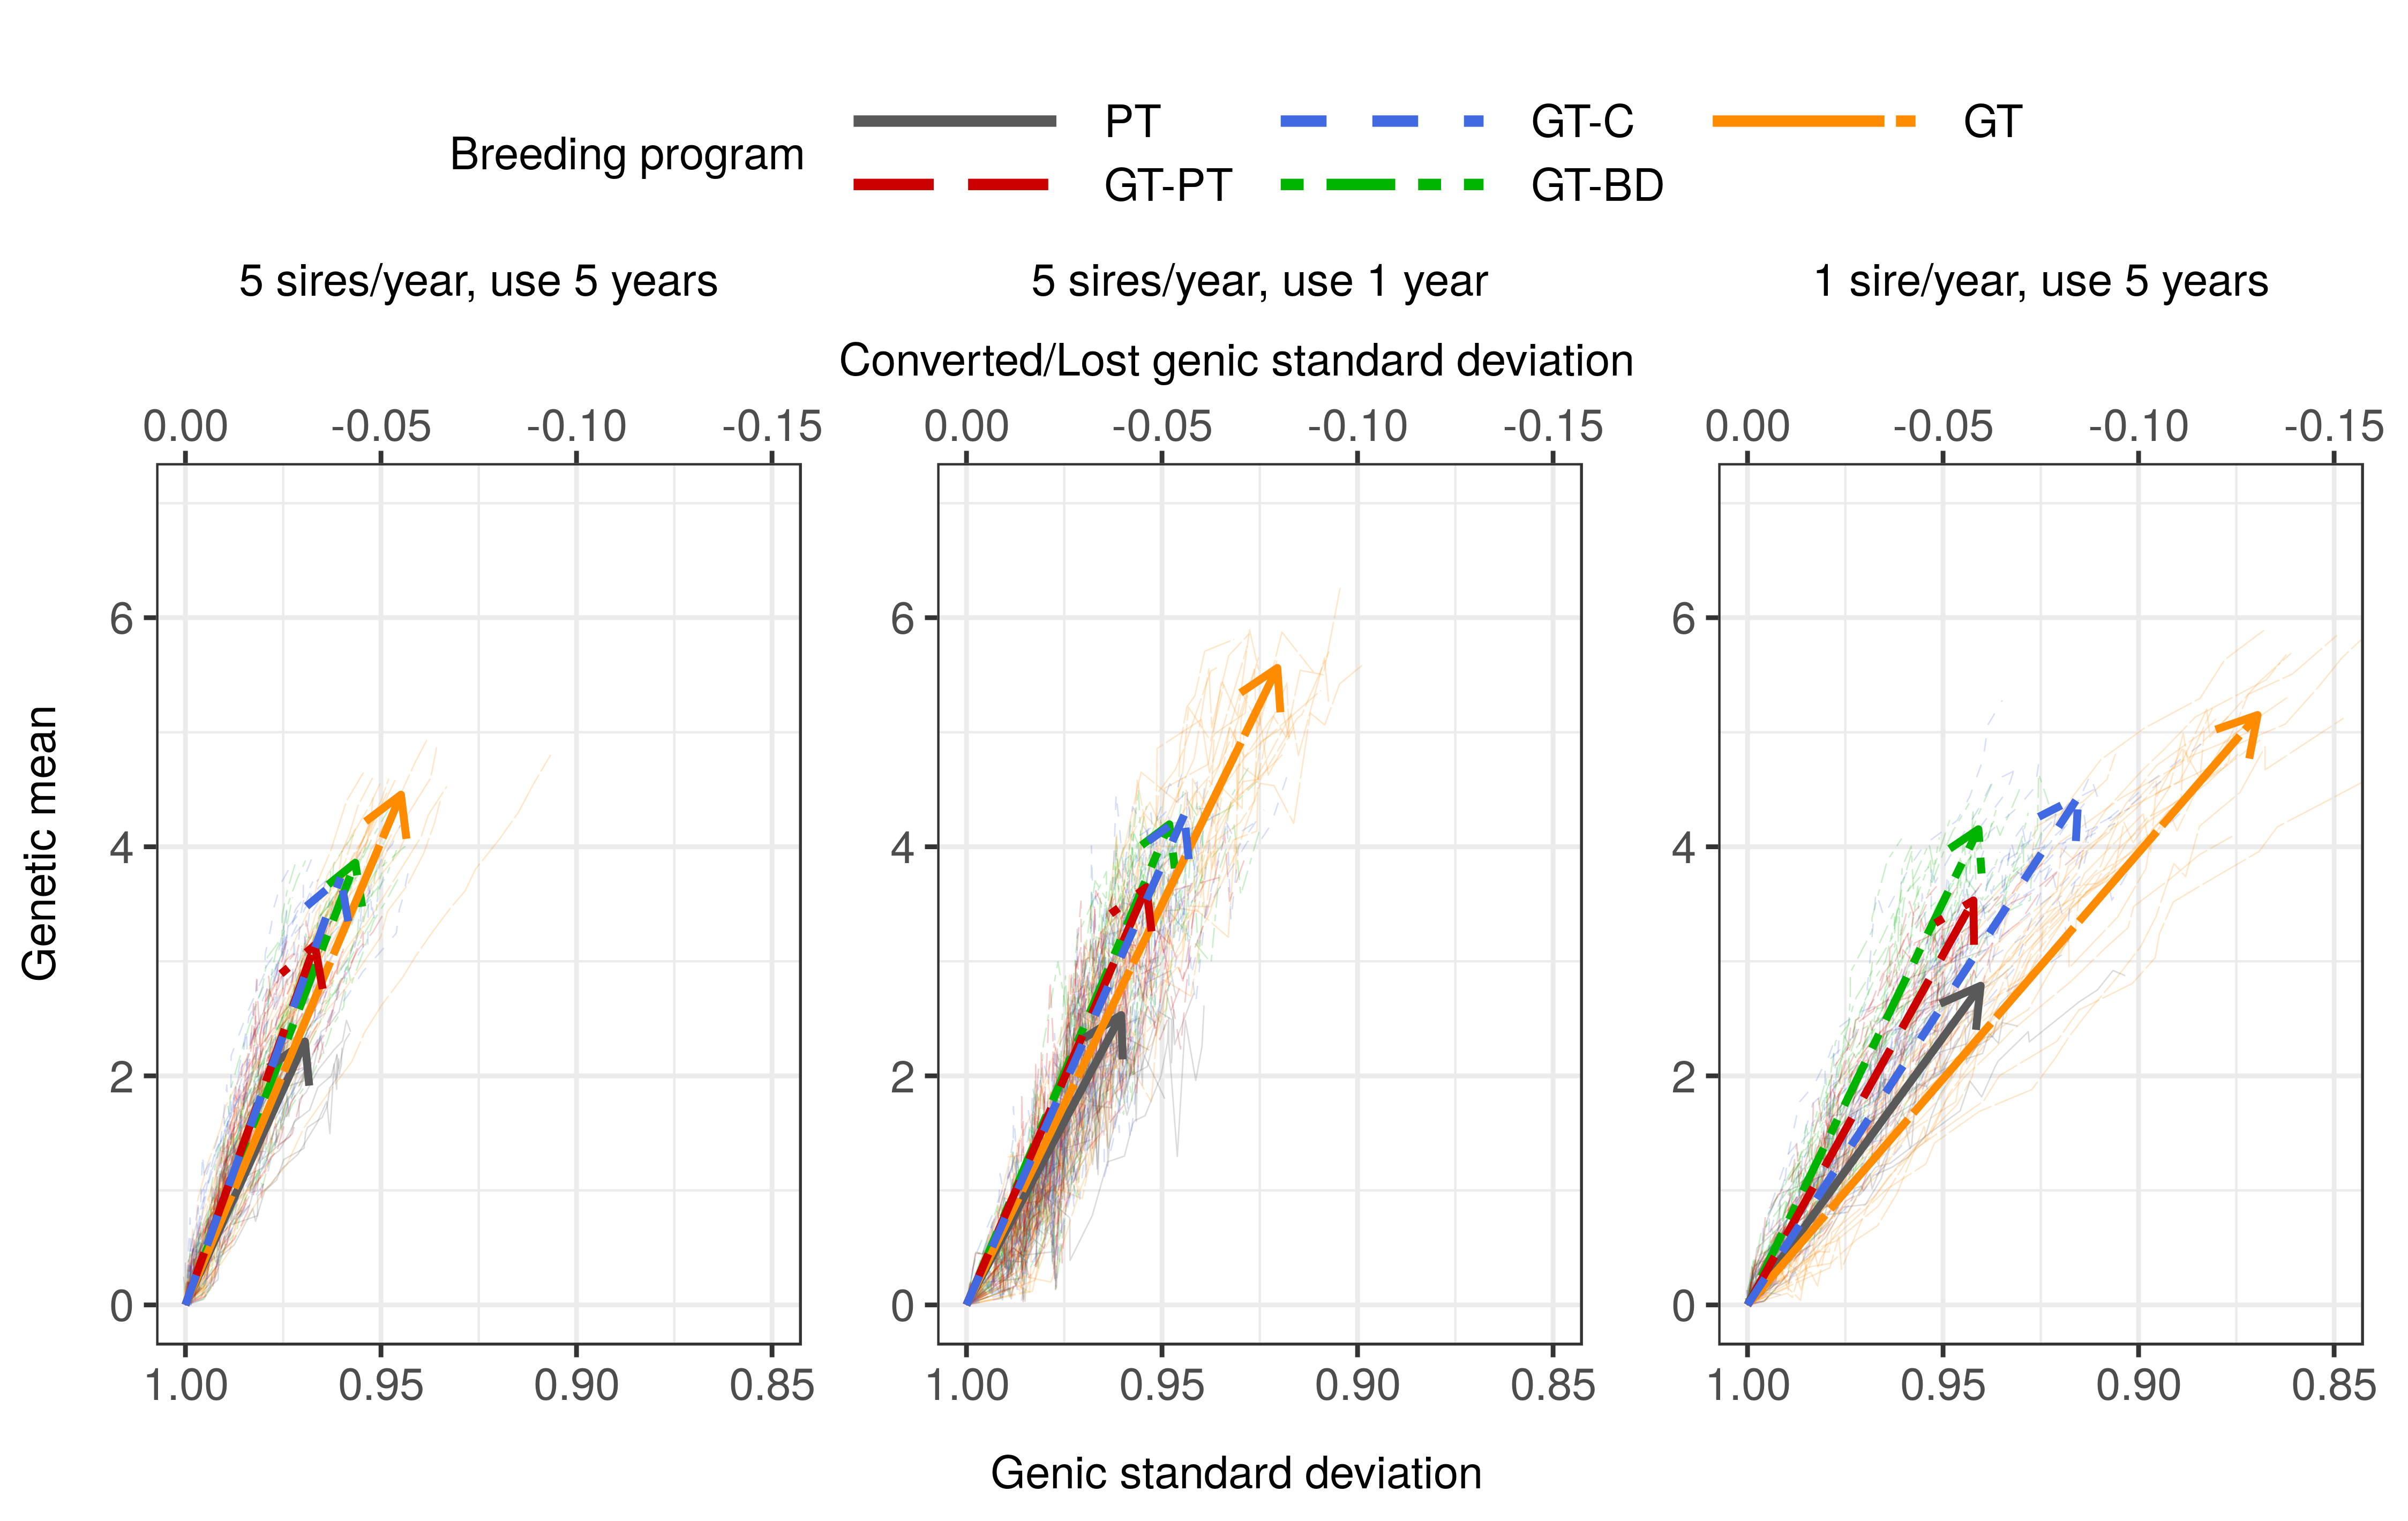 Breeding program
PT
GT-C
GT
GT-PT
GT-BD
5 sires/year, use 5 years
5 sires/year, use 1 year
1 sire/year, use 5 years
Converted/Lost genic standard deviation
0.00 -0.05 -0.10 -0.15
0.00 -0.05 -0.10 -0.15
0.00 -0.05 -0.10 -0.15
Genetic mean
6
4
2
0
6
4
2
0
6
4
2
0
1.00 0.95 0.90 0.85
1.00 0.95 0.90 0.85
1.00 0.95 0.90 0.85
Genic standard deviation